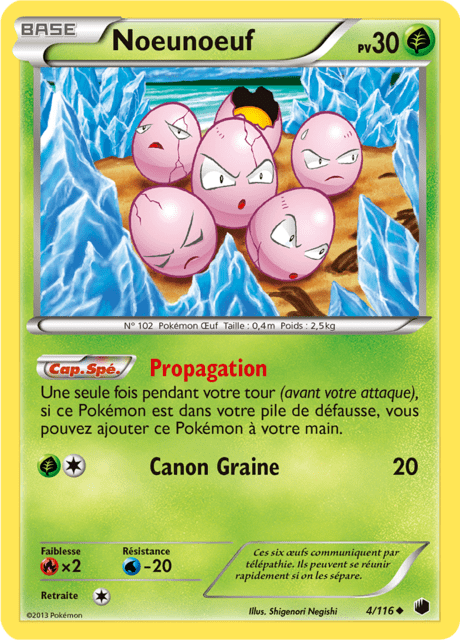 BASE Noeunoeuf PV30
N° 102 Pokémon Œuf Taille : 0,4m Poids : 2,5kg
Cap. Spé. Propagation
Une seule fois pendant votre tour (avant votre attaque),
si ce Pokémon est dans votre pile de défausse, vous
pouvez ajouter ce Pokémon à votre main.
Canon Graine 20
Faiblesse Résistance
×2 -20
Retraite
Ces six œufs communiquent par
télépathie. Ils peuvent se réunir
rapidement si on les sépare.
©2013 Pokémon Illus. Shigenori Negishi 4/116